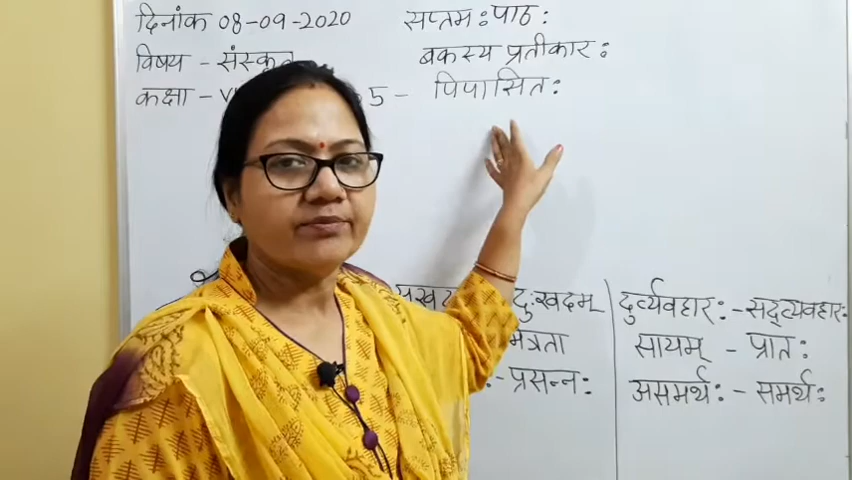 दिनांक 08-09-2020
विषय - संस्कृत
कक्षा -
5 -
सप्तमः पाठः
बकस्य प्रतीकारः
पिपासितः
दुःखदम्
मित्रता
- प्रसन्नः
दुर्व्यवहारः - सद्व्यवहारः
सायम् - प्रातः
असमर्थः - समर्थः